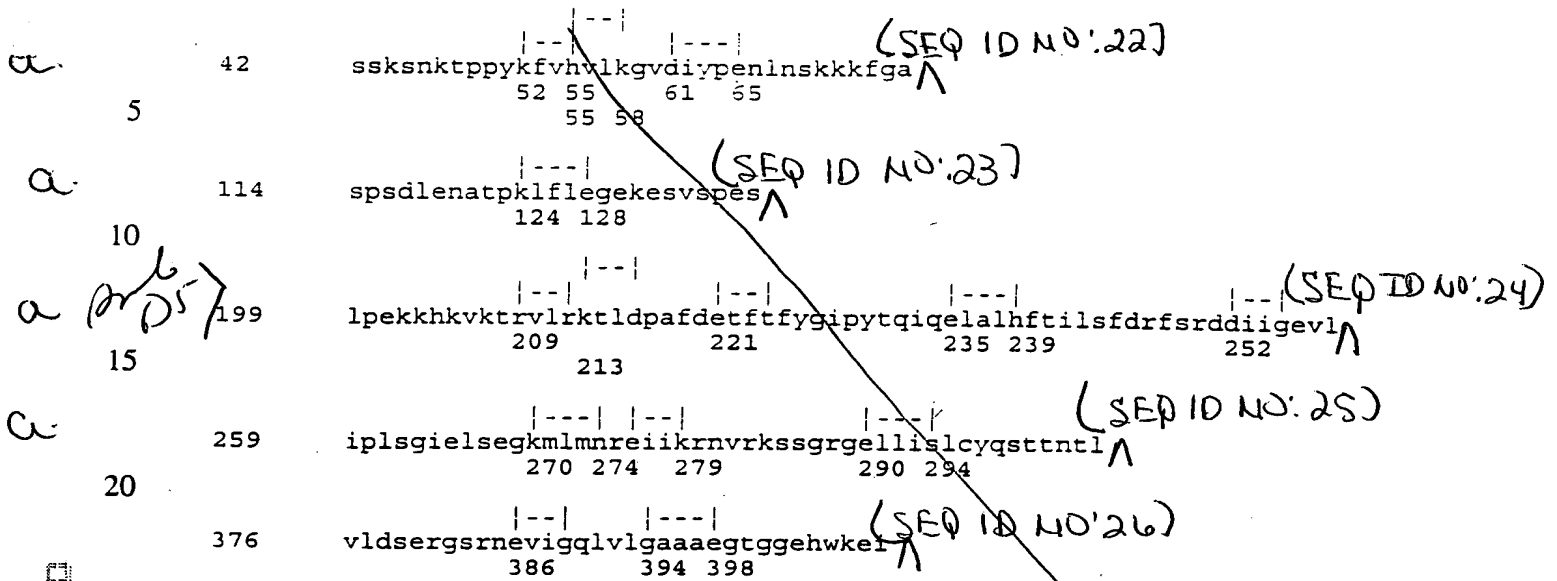 |--|
|--| |---| (SEQ ID NO:22)
a. 42 ssksnktppykfvhvlkgvdiypenlnskkkfga
52 55 61 65
5
55 58
|---| (SEQ ID NO:23)
a. 114 spsdlenatpklflegekesvspes
124 128
10
|--|
|--| |--| |---| |--| (SEQ ID NO:24)
a 199 lpekkhkvktrvlrktldpafdetftfygipytqiqelalhftilsfdrfsrddiigevl
209 221 235 239 252
15
213
|---| |--| |---| (SEQ ID NO:25)
a. 259 iplsgielsegkmlmnreiikrnvrkssgrgellislcyqsttntl
270 274 279 290 294
20
|--| |---| (SEQ ID NO:26)
376 vldsergsrnevigqlvlgaaaegtggehwkei
386 394 398